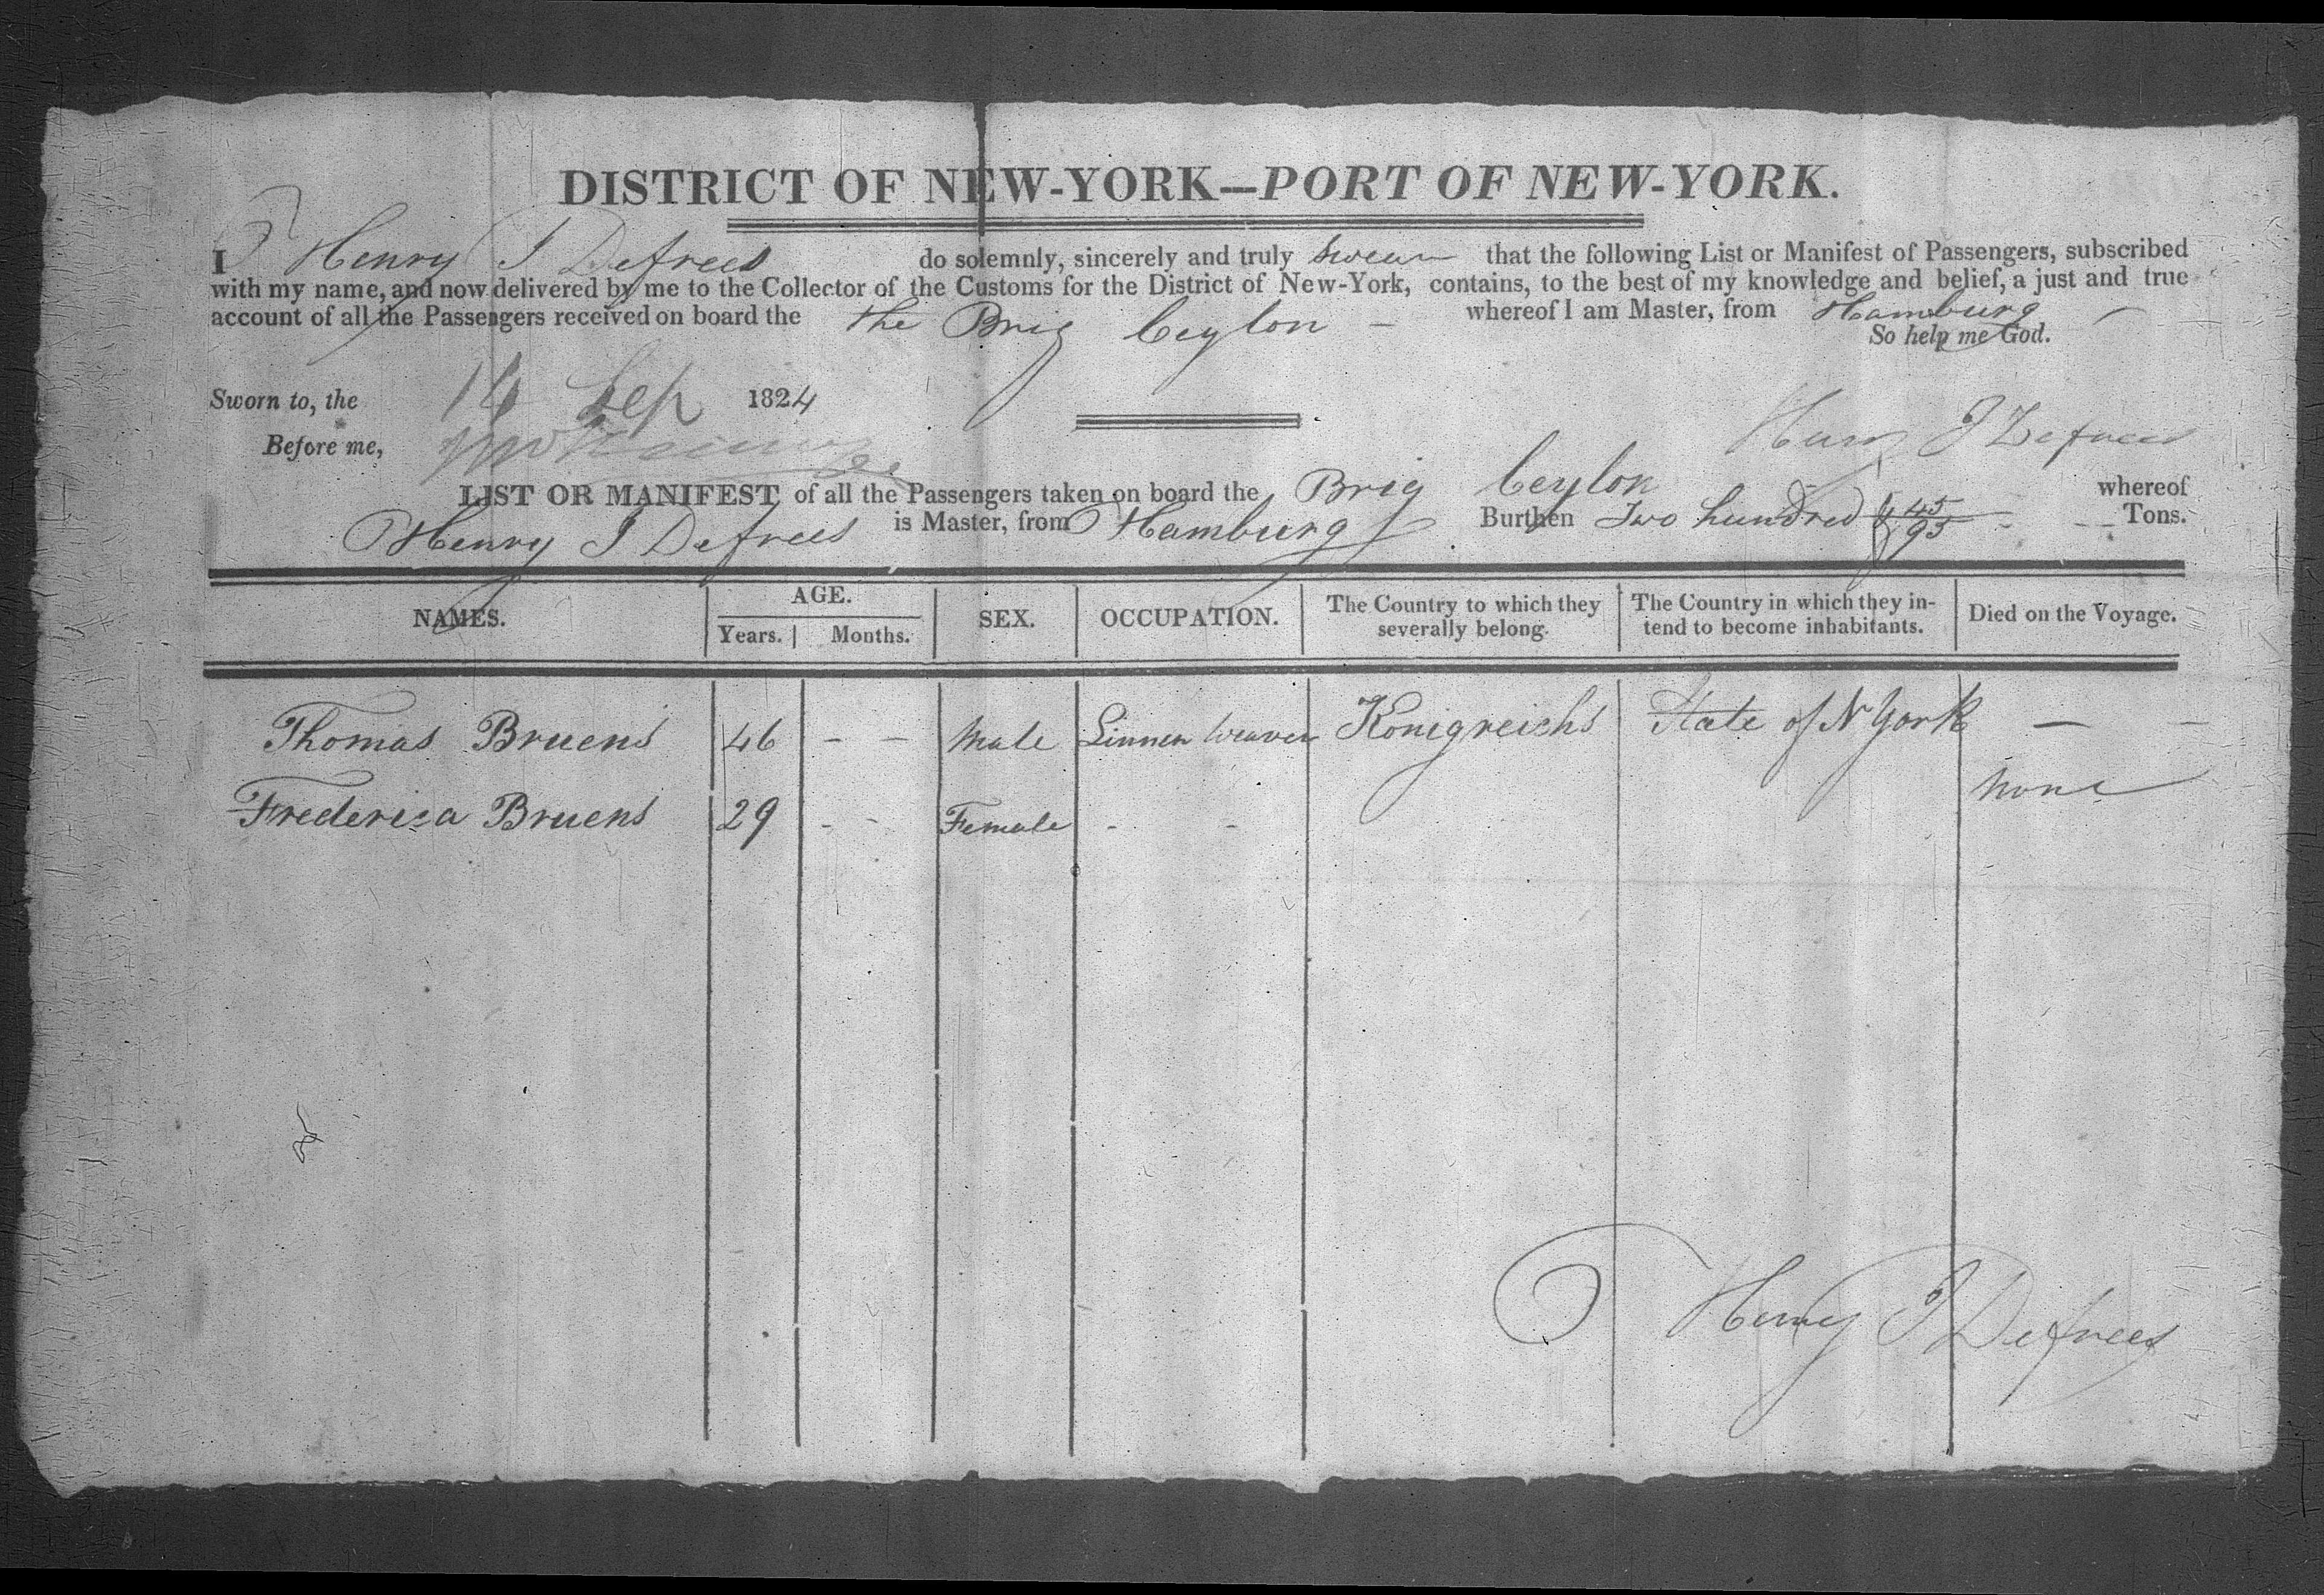 DISTRICT OF NEW-YORK—PORT OF NEW-YORK.
I Henry J Defrees do solemnly, sincerely and truly swear that the following List or Manifest of Passengers, subscribed
with my name, and now delivered by me to the Collector of the Customs for the District of New-York, contains, to the best of my knowledge and belief, a just and true
account of all the Passengers received on board the the Brig Ceylon - whereof I am Master, from Hamburg
So help me God.
Sworn to, the 14 Sep 1824
Before me,
Henry J Defrees
LIST OR MANIFEST of all the Passengers taken on board the Brig Ceylon whereof
Henry J Defrees is Master, from Hamburg Burthen Two hundred & 45/95 Tons.
NAMES. AGE. SEX. OCCUPATION. The Country to which they severally belong. The Country in which they intend to become inhabitants. Died on the Voyage.
Years. Months.
Thomas Bruens 46 - - Male Linnen Weaver Konigreichs State of N York - -
None
Frederica Bruens 29 - - Female - -
Henry J Defrees